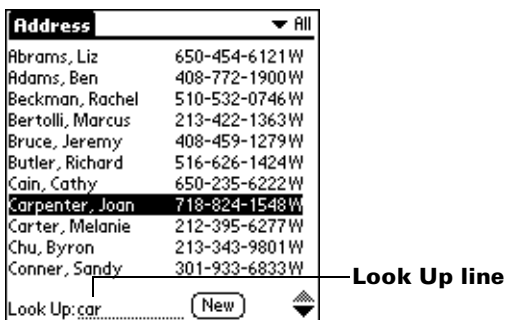 Address All
Abrams, Liz 650-454-6121W
Adams, Ben 408-772-1900W
Beckman, Rachel 510-532-0746W
Bertolli, Marcus 213-422-1363W
Bruce, Jeremy 408-459-1279W
Butler, Richard 516-626-1424W
Cain, Cathy 650-235-6222W
Carpenter, Joan 718-824-1548W
Carter, Melanie 212-395-6277W
Chu, Byron 213-343-9801W
Conner, Sandy 301-933-6833W
Look Up line
Look Up: car New